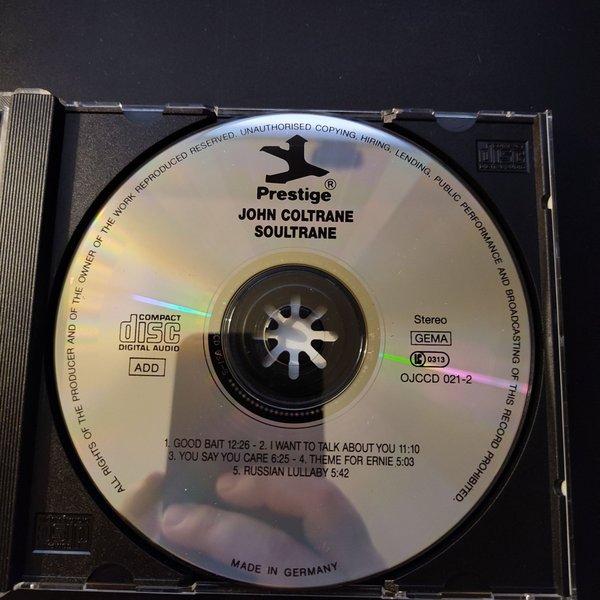 ALL RIGHTS OF THE PRODUCER AND OF THE OWNER OF THE WORK REPRODUCED RESERVED. UNAUTHORISED COPYING, HIRING, LENDING, PUBLIC PERFORMANCE AND BROADCASTING OF THIS RECORD PROHIBITED.
Prestige®
JOHN COLTRANE
SOULTRANE
COMPACT
disc
DIGITAL AUDIO
ADD
Stereo
GEMA
LC 0313
OJCCD 021-2
1. GOOD BAIT 12:26 - 2. I WANT TO TALK ABOUT YOU 11:10
3. YOU SAY YOU CARE 6:25 - 4. THEME FOR ERNIE 5:03
5. RUSSIAN LULLABY 5:42
MADE IN GERMANY